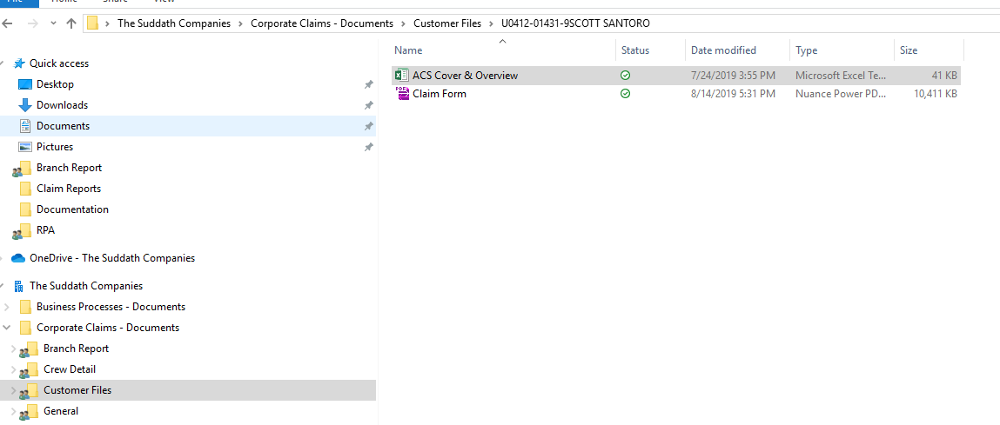 The Suddath Companies > Corporate Claims - Documents > Customer Files > U0412-01431-9SCOTT SANTORO
Name Status Date modified Type Size
Quick access
ACS Cover & Overview 7/24/2019 3:55 PM Microsoft Excel Te... 41 KB
Desktop
PDF Claim Form 8/14/2019 5:31 PM Nuance Power PD... 10,411 KB
Downloads
Documents
Pictures
Branch Report
Claim Reports
Documentation
RPA
OneDrive - The Suddath Companies
The Suddath Companies
Business Processes - Documents
Corporate Claims - Documents
Branch Report
Crew Detail
Customer Files
General